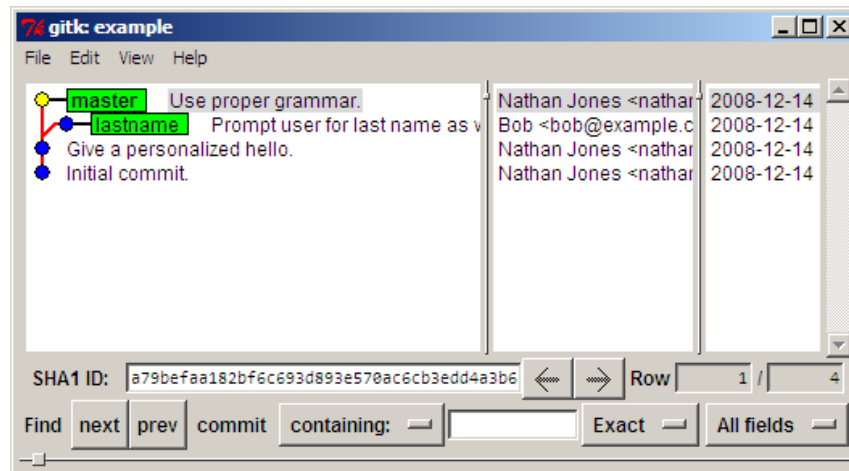 gitk: example
File Edit View Help
master Use proper grammar. Nathan Jones <nathan 2008-12-14
lastname Prompt user for last name as w Bob <bob@example.c 2008-12-14
Give a personalized hello. Nathan Jones <nathan 2008-12-14
Initial commit. Nathan Jones <nathan 2008-12-14
SHA1 ID: a79befaa182bf6c693d893e570ac6cb3edd4a3b6 Row 1 / 4
Find next prev commit containing: Exact All fields